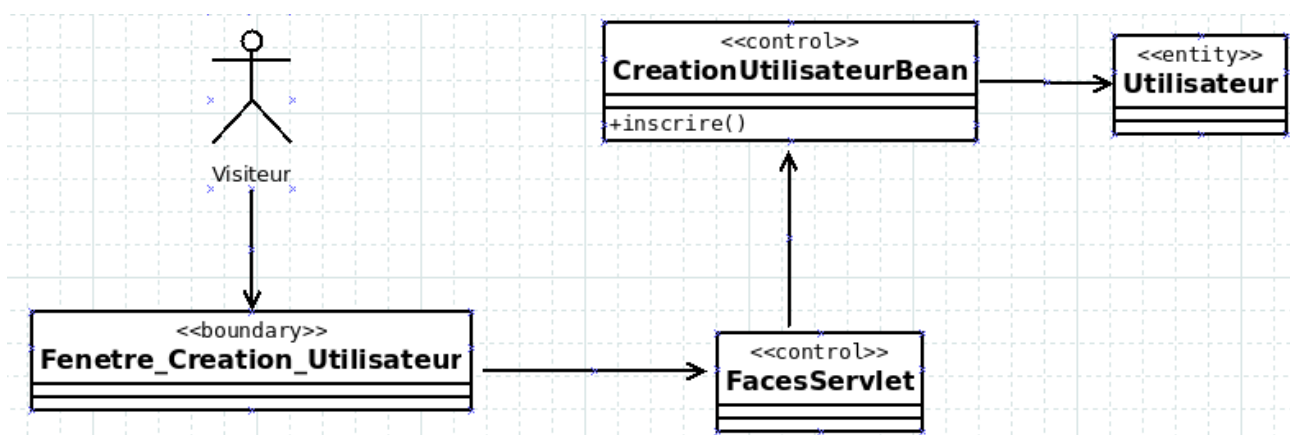 Visiteur
<<control>>
CreationUtilisateurBean
+inscrire()
<<entity>>
Utilisateur
<<boundary>>
Fenetre_Creation_Utilisateur
<<control>>
FacesServlet